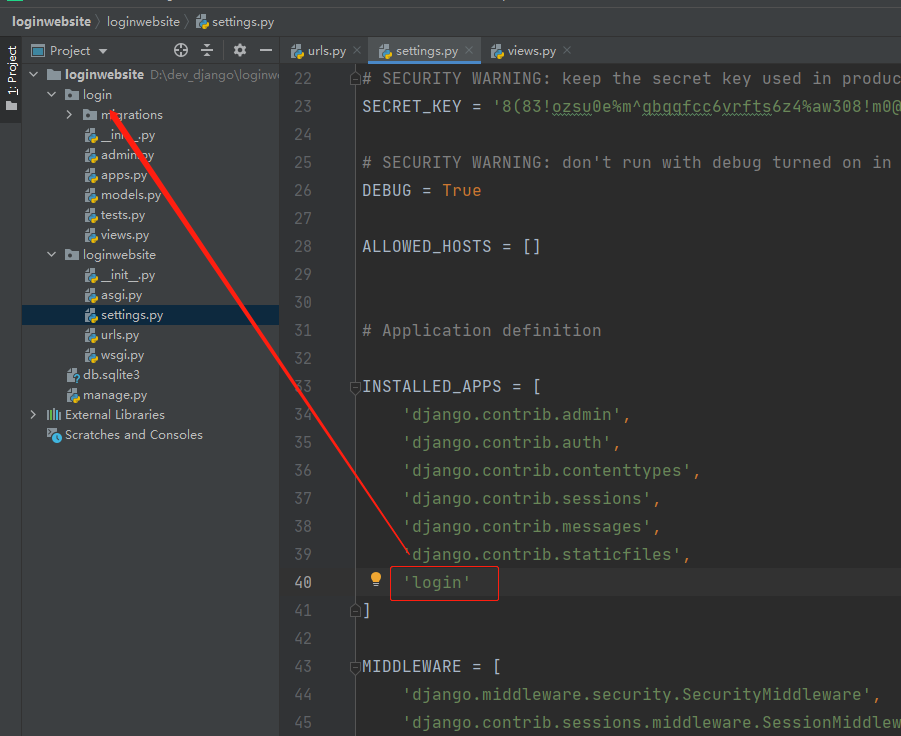 loginwebsite loginwebsite settings.py
1: Project
Project
loginwebsite D:\dev_django\loginwe
login
migrations
__init__.py
admin.py
apps.py
models.py
tests.py
views.py
loginwebsite
__init__.py
asgi.py
settings.py
urls.py
wsgi.py
db.sqlite3
manage.py
External Libraries
Scratches and Consoles
urls.py settings.py views.py
22 # SECURITY WARNING: keep the secret key used in produc
23 SECRET_KEY = '8(83!ozsu0e%m^gbgqfcc6vrfts6z4%aw308!m0@
24
25 # SECURITY WARNING: don't run with debug turned on in
26 DEBUG = True
27
28 ALLOWED_HOSTS = []
29
30
31 # Application definition
32
33 INSTALLED_APPS = [
34 'django.contrib.admin',
35 'django.contrib.auth',
36 'django.contrib.contenttypes',
37 'django.contrib.sessions',
38 'django.contrib.messages',
39 'django.contrib.staticfiles',
40 'login'
41 ]
42
43 MIDDLEWARE = [
44 'django.middleware.security.SecurityMiddleware',
45 'django.contrib.sessions.middleware.SessionMiddlew